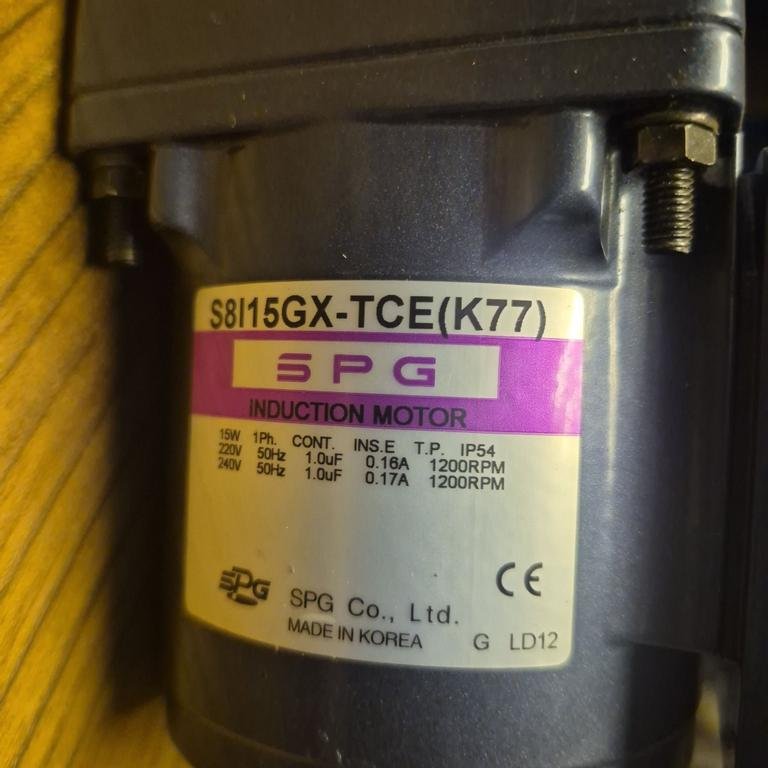 S8I15GX-TCE(K77)
SPG
INDUCTION MOTOR
15W 1Ph. CONT. INS.E T.P. IP54
220V 50Hz 1.0uF 0.16A 1200RPM
240V 50Hz 1.0uF 0.17A 1200RPM
CE
SPG SPG Co., Ltd.
MADE IN KOREA G LD12